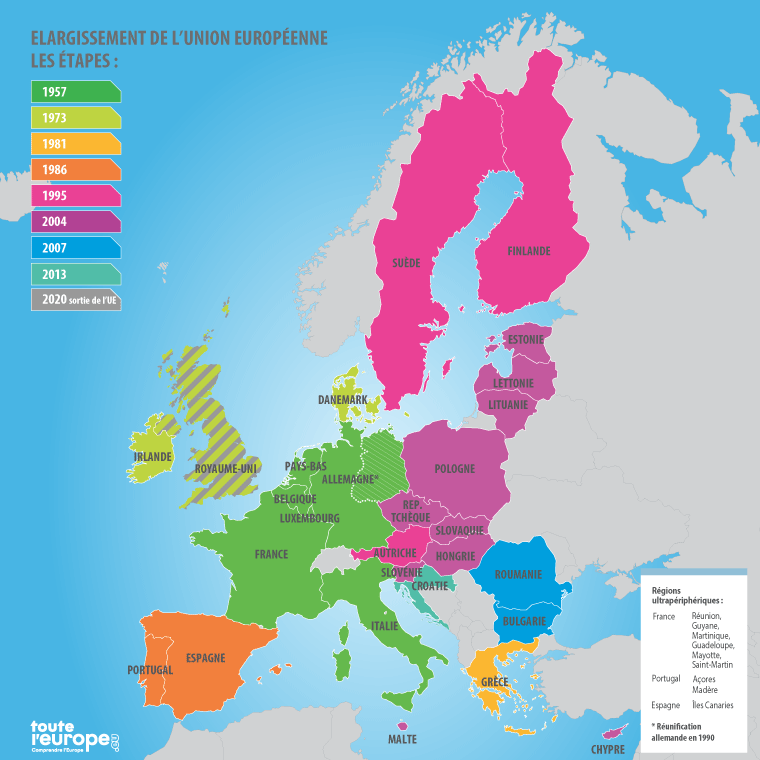 ELARGISSEMENT DE L'UNION EUROPÉENNE
LES ÉTAPES :
1957
1973
1981
1986
1995
2004
2007
2013
2020 sortie de l'UE
SUÈDE
FINLANDE
ESTONIE
LETTONIE
LITUANIE
DANEMARK
IRLANDE
ROYAUME-UNI
PAYS-BAS
ALLEMAGNE*
POLOGNE
BELGIQUE
LUXEMBOURG
REP.
TCHÈQUE
SLOVAQUIE
FRANCE
AUTRICHE
HONGRIE
SLOVÉNIE
CROATIE
ROUMANIE
BULGARIE
ITALIE
PORTUGAL
ESPAGNE
GRÈCE
MALTE
CHYPRE
Régions
ultrapériphériques :
France Réunion,
Guyane,
Martinique,
Guadeloupe,
Mayotte,
Saint-Martin
Portugal Açores
Madère
Espagne Îles Canaries
* Réunification
allemande en 1990
toute
l'europe.eu
Comprendre l'Europe